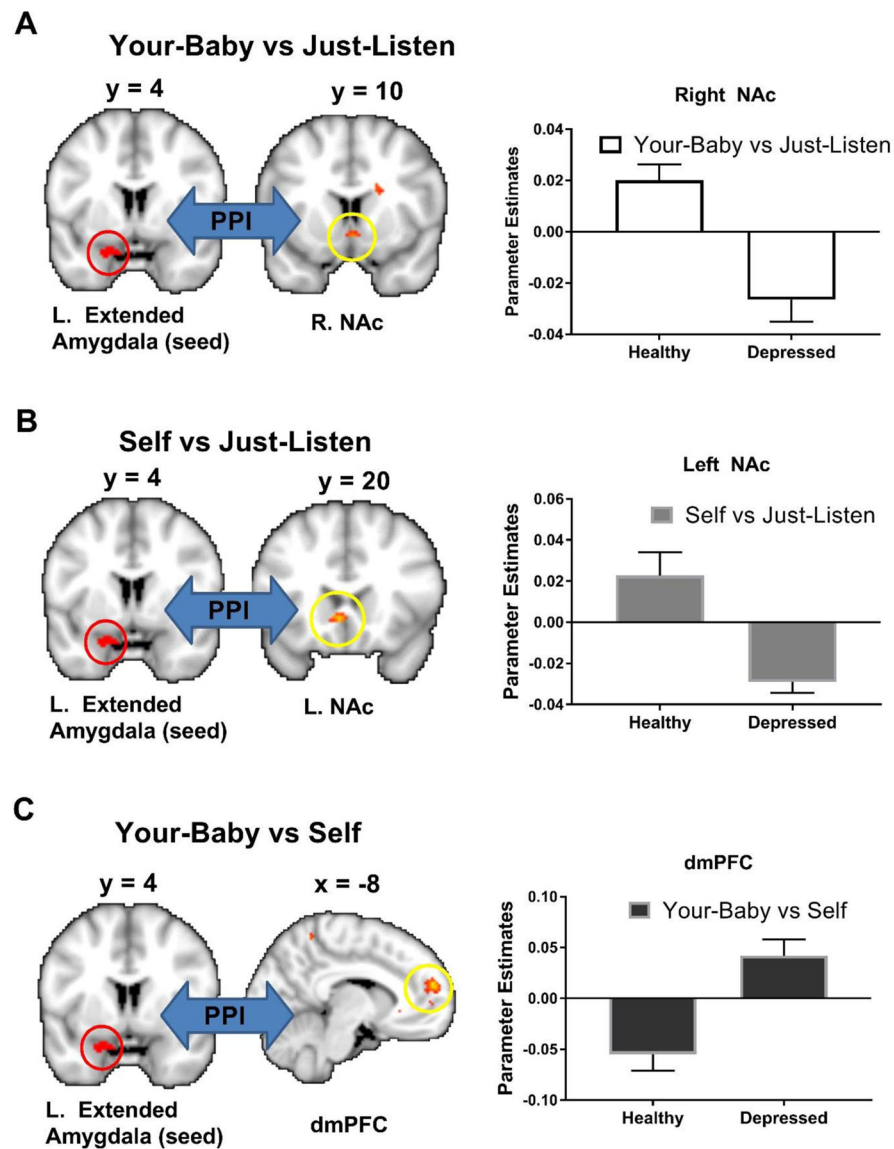 A
Your-Baby vs Just-Listen
y = 4
y = 10
PPI
L. Extended
Amygdala (seed)
R. NAc
Right NAc
Your-Baby vs Just-Listen
Parameter Estimates
0.04
0.02
0.00
-0.02
-0.04
Healthy
Depressed
B
Self vs Just-Listen
y = 4
y = 20
PPI
L. Extended
Amygdala (seed)
L. NAc
Left NAc
Self vs Just-Listen
Parameter Estimates
0.06
0.04
0.02
0.00
-0.02
-0.04
Healthy
Depressed
C
Your-Baby vs Self
y = 4
x = -8
PPI
L. Extended
Amygdala (seed)
dmPFC
dmPFC
Your-Baby vs Self
Parameter Estimates
0.10
0.05
0.00
-0.05
-0.10
Healthy
Depressed